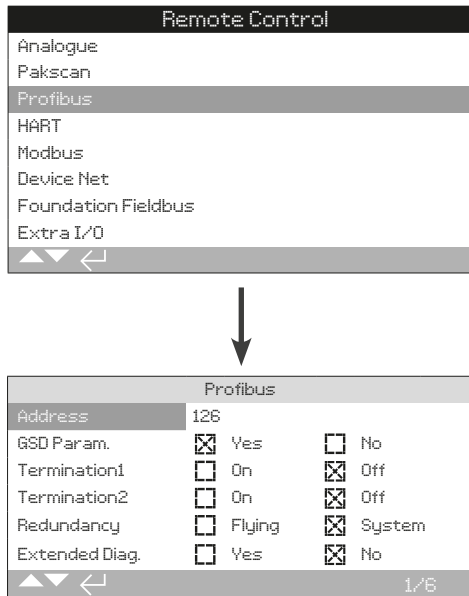 Remote Control
Analogue
Pakscan
Profibus
HART
Modbus
Device Net
Foundation Fieldbus
Extra I/O
Profibus
Address 126
GSD Param. Yes No
Termination1 On Off
Termination2 On Off
Redundancy Flying System
Extended Diag. Yes No
1/6